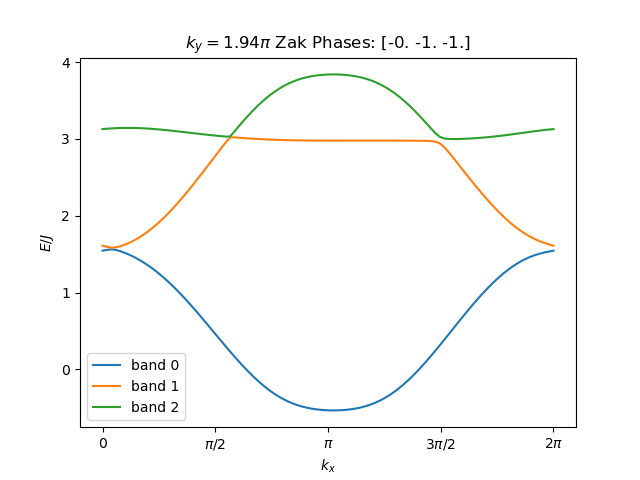 k_y = 1.94π Zak Phases: [-0. -1. -1.]
4
3
2
1
0
E/J
band 0
band 1
band 2
0
π/2
π
3π/2
2π
k_x